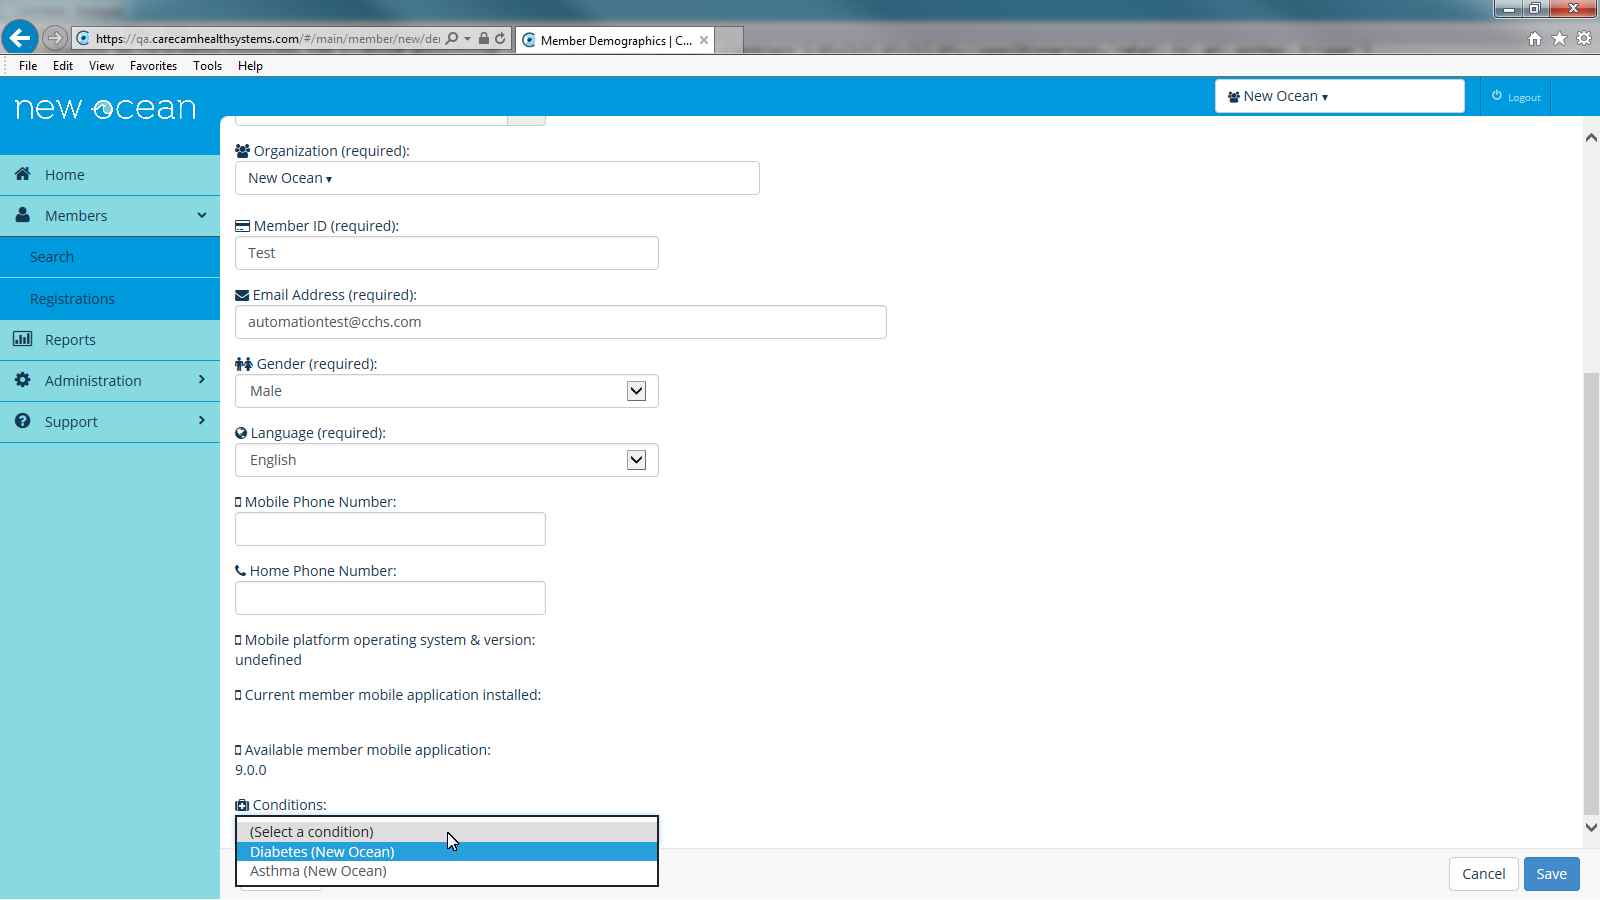 https://qa.carecamhealthsystems.com/#/main/member/new/de
Member Demographics | C...
File Edit View Favorites Tools Help
new ocean
New Ocean
Logout
Home
Members
Search
Registrations
Reports
Administration
Support
Organization (required):
New Ocean
Member ID (required):
Test
Email Address (required):
automationtest@cchs.com
Gender (required):
Male
Language (required):
English
Mobile Phone Number:
Home Phone Number:
Mobile platform operating system & version:
undefined
Current member mobile application installed:
Available member mobile application:
9.0.0
Conditions:
(Select a condition)
Diabetes (New Ocean)
Asthma (New Ocean)
Cancel
Save